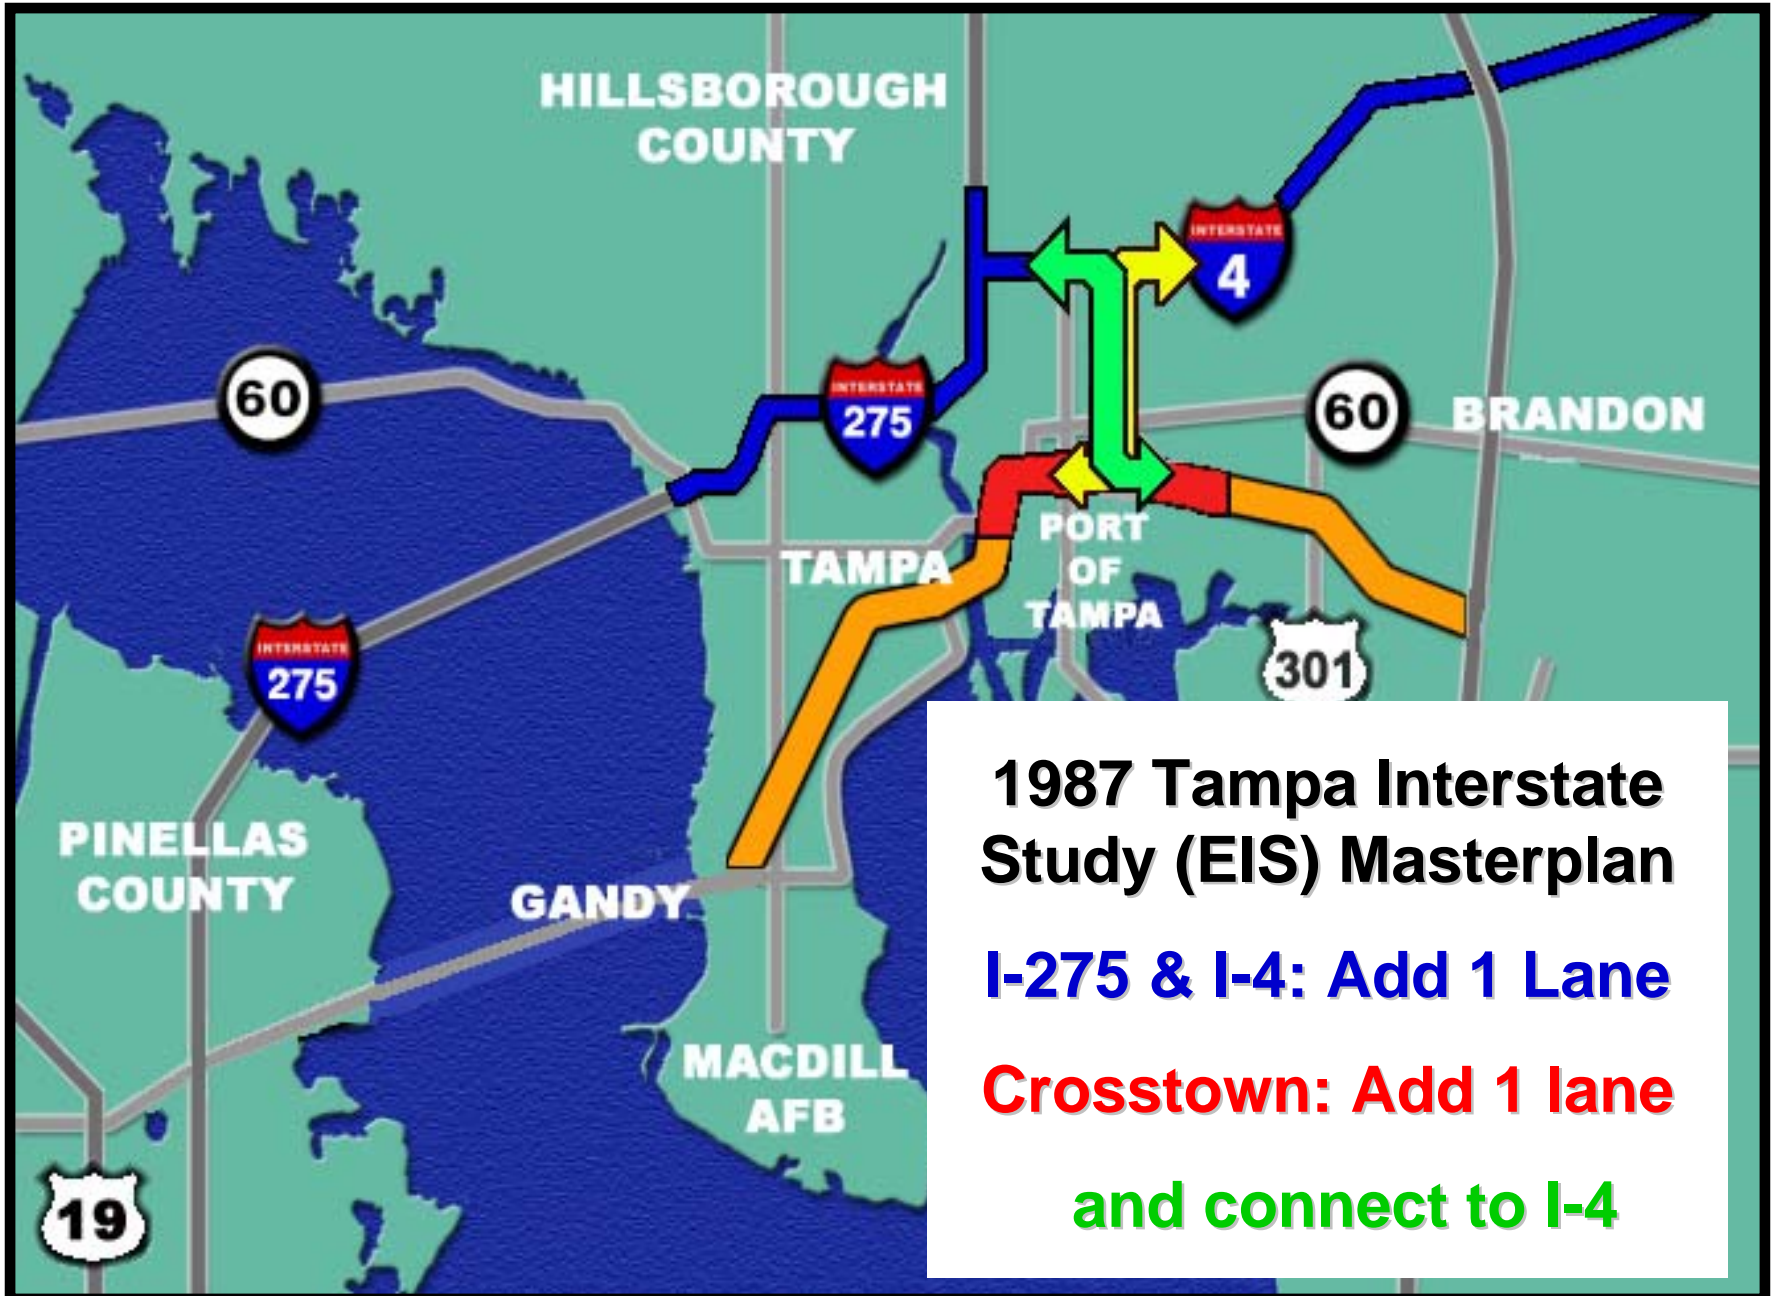 HILLSBOROUGH
COUNTY
INTERSTATE
4
60
INTERSTATE
275
60
BRANDON
PORT
OF
TAMPA
TAMPA
INTERSTATE
275
301
PINELLAS
COUNTY
GANDY
MACDILL
AFB
19
1987 Tampa Interstate
Study (EIS) Masterplan
I-275 & I-4: Add 1 Lane
Crosstown: Add 1 lane
and connect to I-4